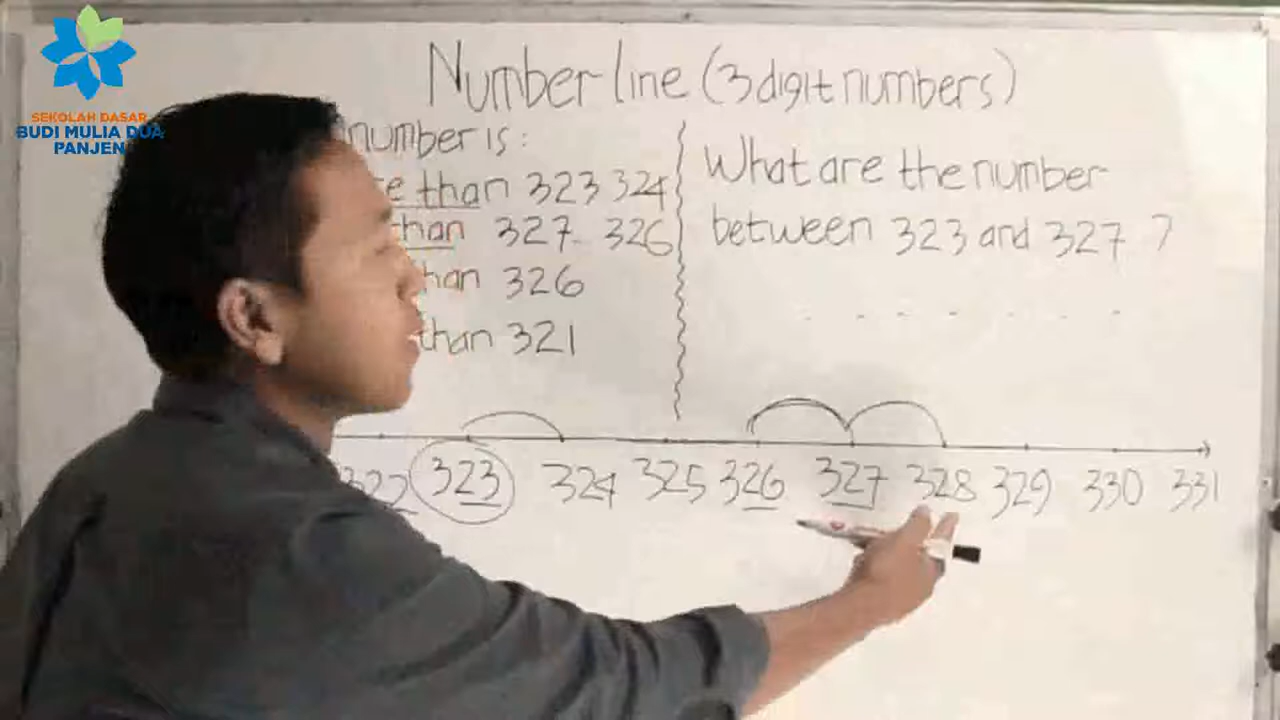 SEKOLAH DASAR
BUDI MULIA DUA
PANJEN
Number line (3 digit numbers)
number is:
than 323 324
than 327 326
than 326
than 321
What are the number
between 323 and 327 ?
322 323 324 325 326 327 328 329 330 331